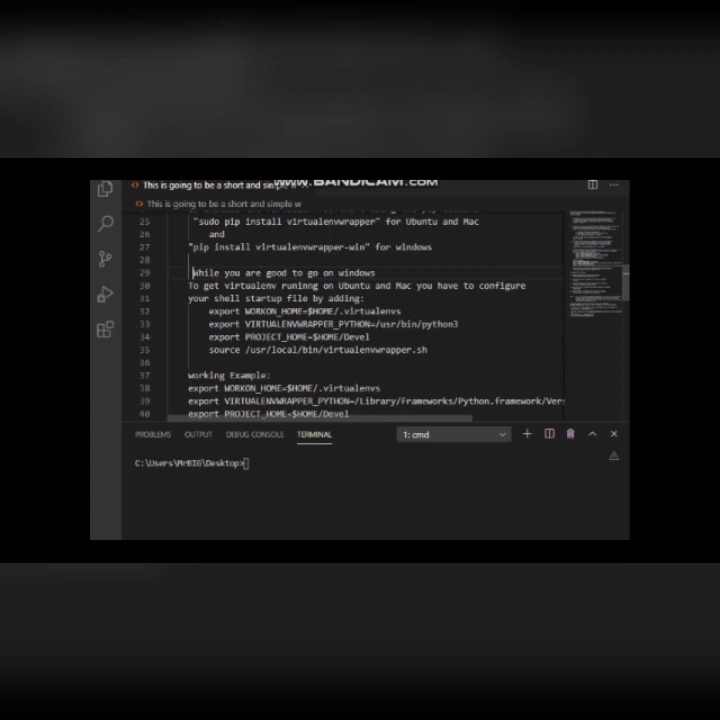 This is going to be a short and simple w
www.BANDICAM.com
This is going to be a short and simple w
25 "sudo pip install virtualenvwrapper" for Ubuntu and Mac
26 and
27 "pip install virtualenvwrapper-win" for windows
28
29 While you are good to go on windows
30 To get virtualenv runinng on Ubuntu and Mac you have to configure
31 your shell startup file by adding:
32 export WORKON_HOME=$HOME/.virtualenvs
33 export VIRTUALENVWRAPPER_PYTHON=/usr/bin/python3
34 export PROJECT_HOME=$HOME/Devel
35 source /usr/local/bin/virtualenvwrapper.sh
36
37 working Example:
38 export WORKON_HOME=$HOME/.virtualenvs
39 export VIRTUALENVWRAPPER_PYTHON=/Library/Frameworks/Python.framework/Vers
40 export PROJECT_HOME=$HOME/Devel
PROBLEMS OUTPUT DEBUG CONSOLE TERMINAL 1: cmd
C:\Users\MrBIG\Desktop>